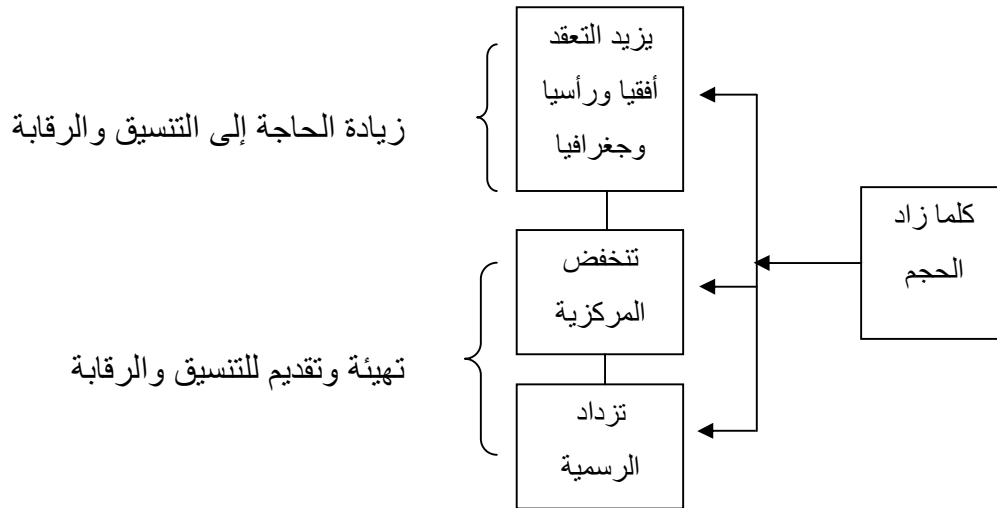 كلما زاد
الحجم
يزيد التعقد
أفقيا ورأسيا
وجغرافيا
زيادة الحاجة إلى التنسيق والرقابة
تنخفض
المركزية
تهيئة وتقديم للتنسيق والرقابة
تزداد
الرسمية